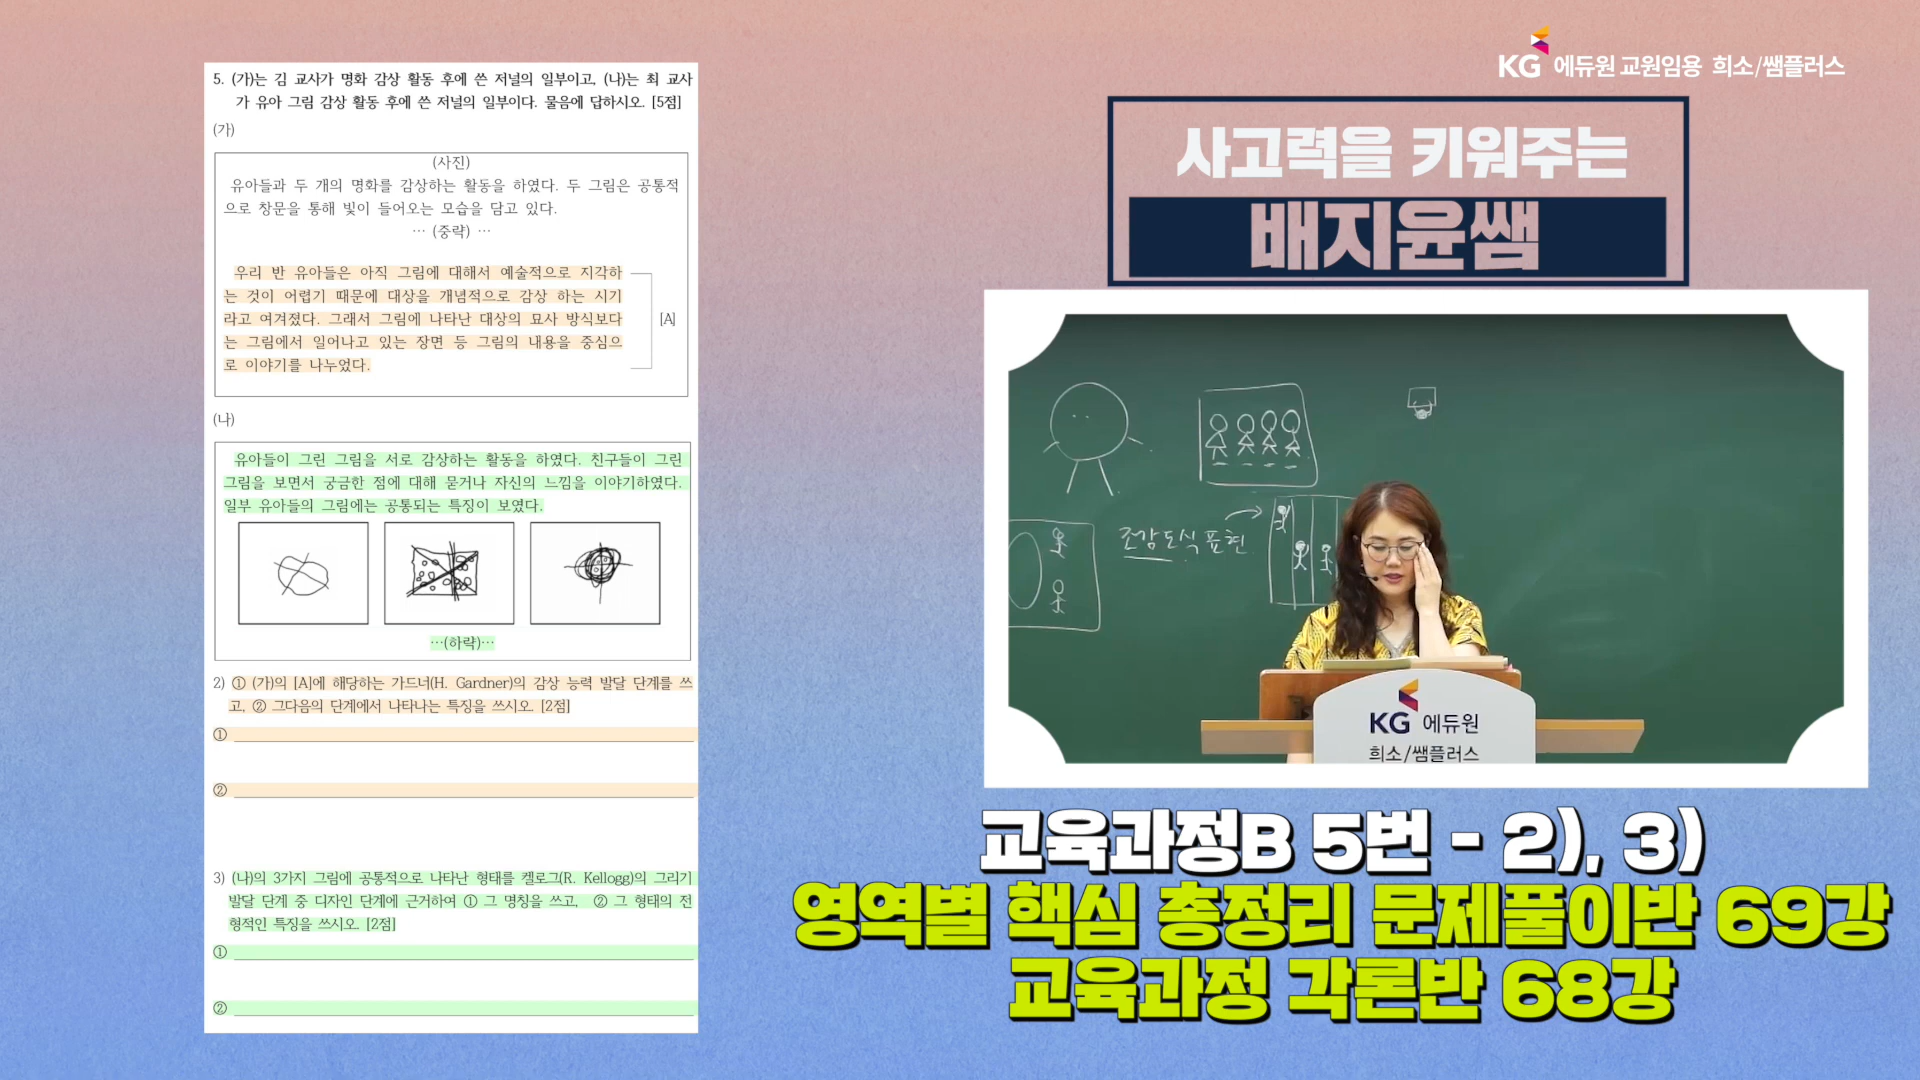 KG 에듀원 교원임용 희소/쌤플러스
5. (가)는 김 교사가 명화 감상 활동 후에 쓴 저널의 일부이고, (나)는 최 교사
가 유아 그림 감상 활동 후에 쓴 저널의 일부이다. 물음에 답하시오. [5점]
(가)
(사진)
유아들과 두 개의 명화를 감상하는 활동을 하였다. 두 그림은 공통적
으로 창문을 통해 빛이 들어오는 모습을 담고 있다.
… (중략) …
우리 반 유아들은 아직 그림에 대해서 예술적으로 지각하
는 것이 어렵기 때문에 대상을 개념적으로 감상 하는 시기
라고 여겨졌다. 그래서 그림에 나타난 대상의 묘사 방식보다
[A]
는 그림에서 일어나고 있는 장면 등 그림의 내용을 중심으
로 이야기를 나누었다.
(나)
유아들이 그린 그림을 서로 감상하는 활동을 하였다. 친구들이 그린
그림을 보면서 궁금한 점에 대해 묻거나 자신의 느낌을 이야기하였다.
일부 유아들의 그림에는 공통되는 특징이 보였다.
…(하략)…
2) ① (가)의 [A]에 해당하는 가드너(H. Gardner)의 감상 능력 발달 단계를 쓰
고, ② 그다음의 단계에서 나타나는 특징을 쓰시오. [2점]
①
②
3) (나)의 3가지 그림에 공통적으로 나타난 형태를 켈로그(R. Kellogg)의 그리기
발달 단계 중 디자인 단계에 근거하여 ① 그 명칭을 쓰고, ② 그 형태의 전
형적인 특징을 쓰시오. [2점]
①
②
사고력을 키워주는
배지윤쌤
조감도식 표현
KG 에듀원
희소/쌤플러스
교육과정B 5번 - 2), 3)
영역별 핵심 총정리 문제풀이반 69강
교육과정 각론반 68강